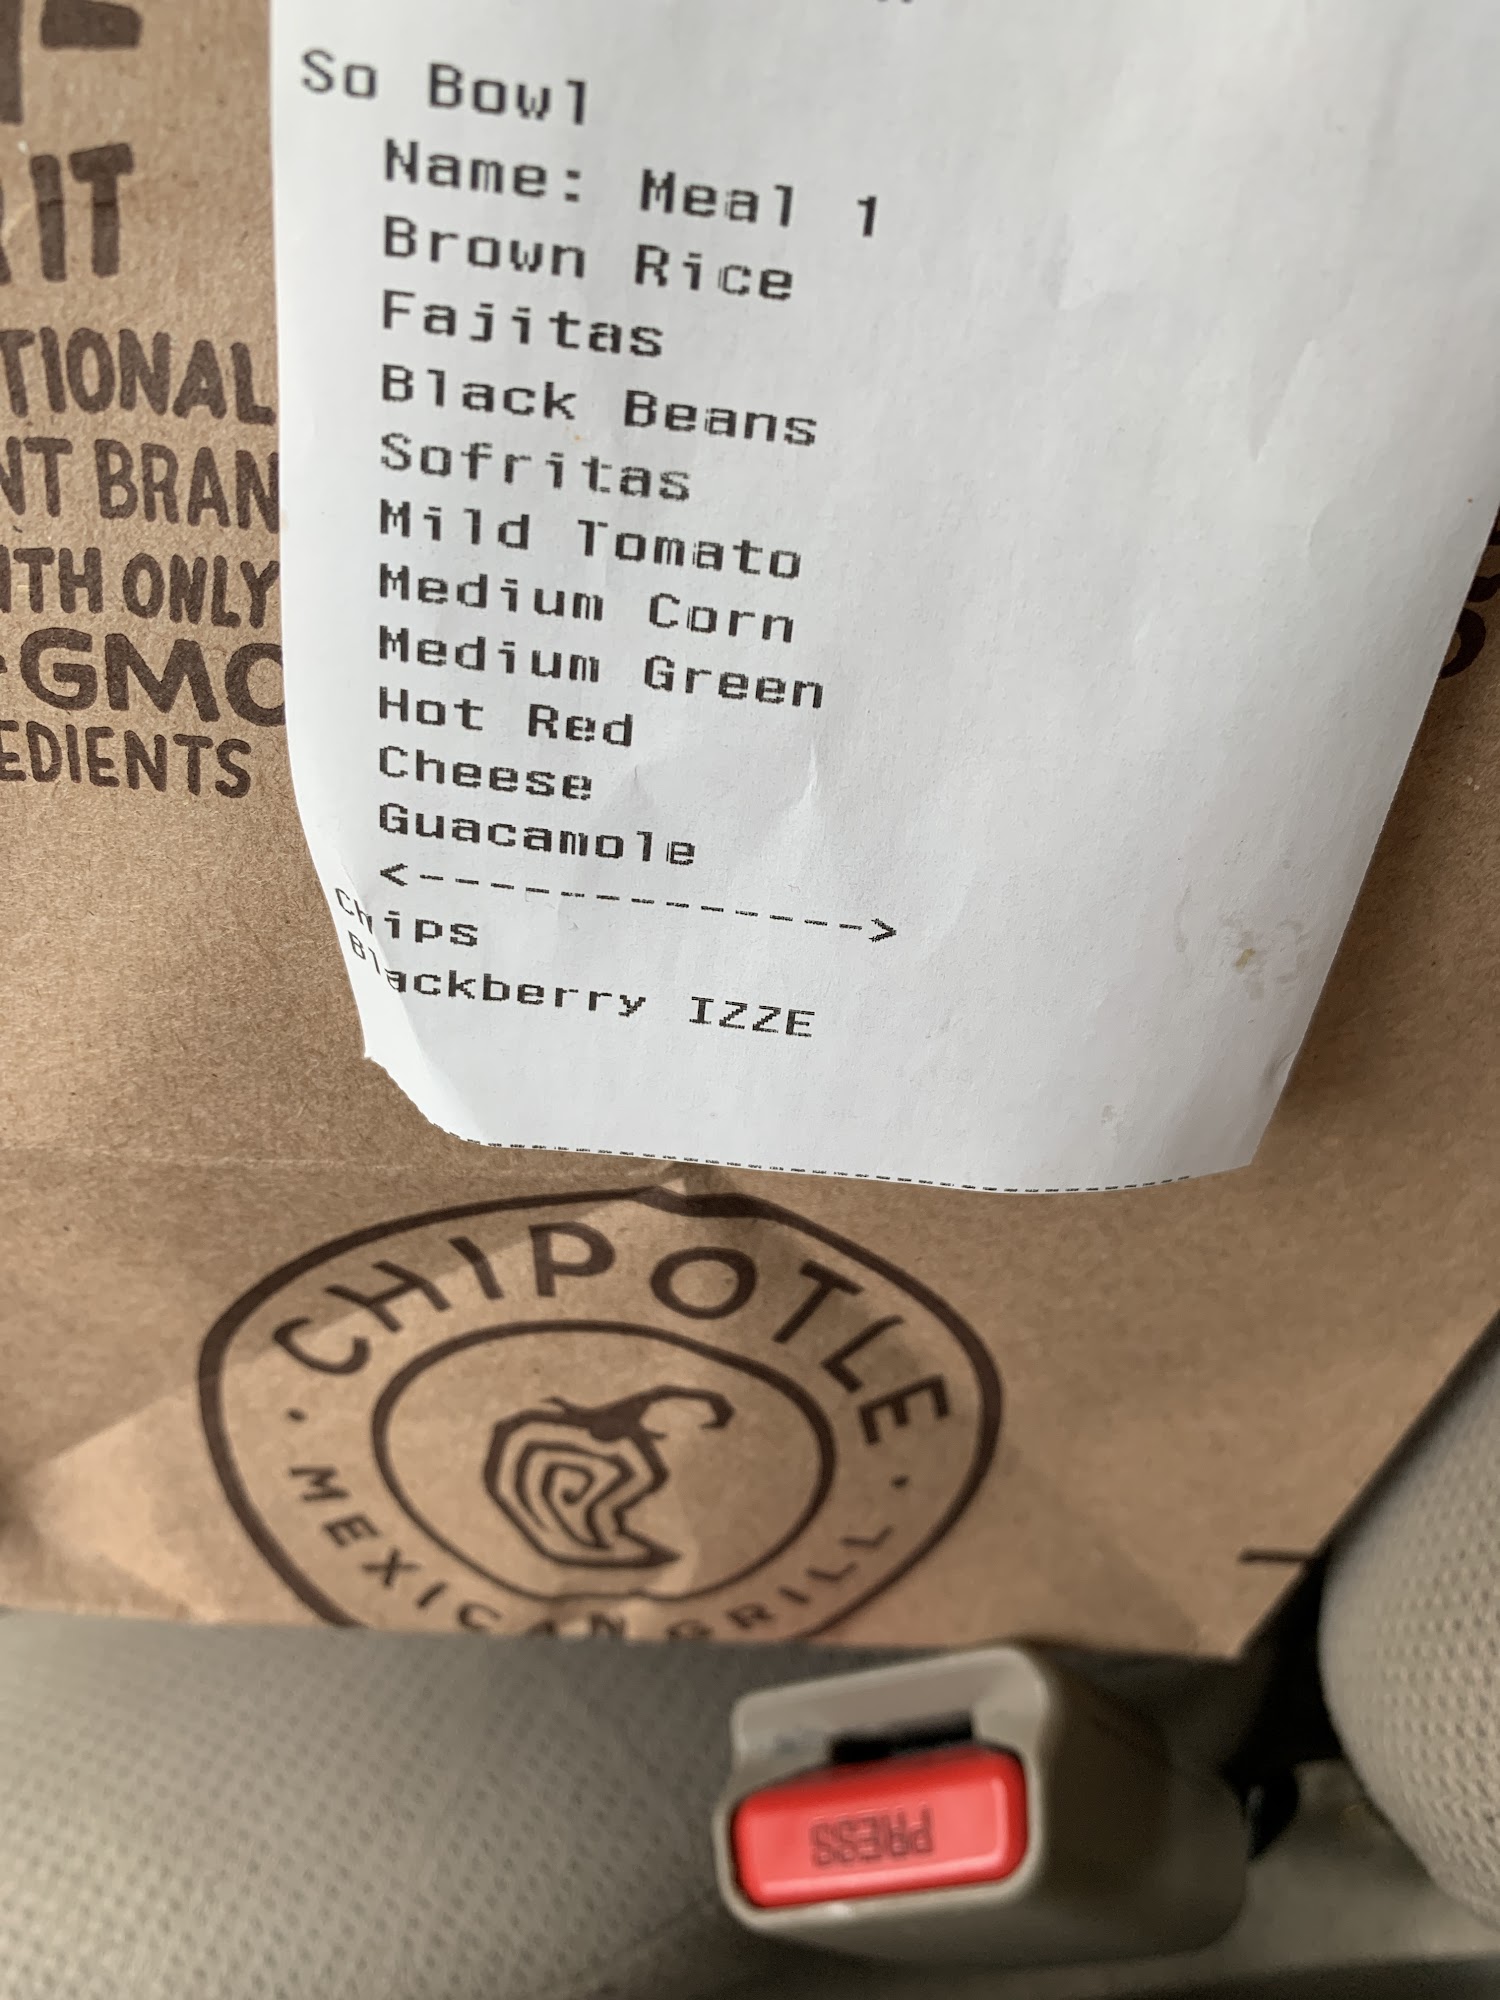 So Bowl
Name: Meal 1
Brown Rice
Fajitas
Black Beans
Sofritas
Mild Tomato
Medium Corn
Medium Green
Hot Red
Cheese
Guacamole
<------------->
Chips
Blackberry IZZE
IT
TIONAL
NT BRAN
ITH ONLY
GMO
EDIENTS
CHIPOTLE
MEXICAN GRILL
PRESS